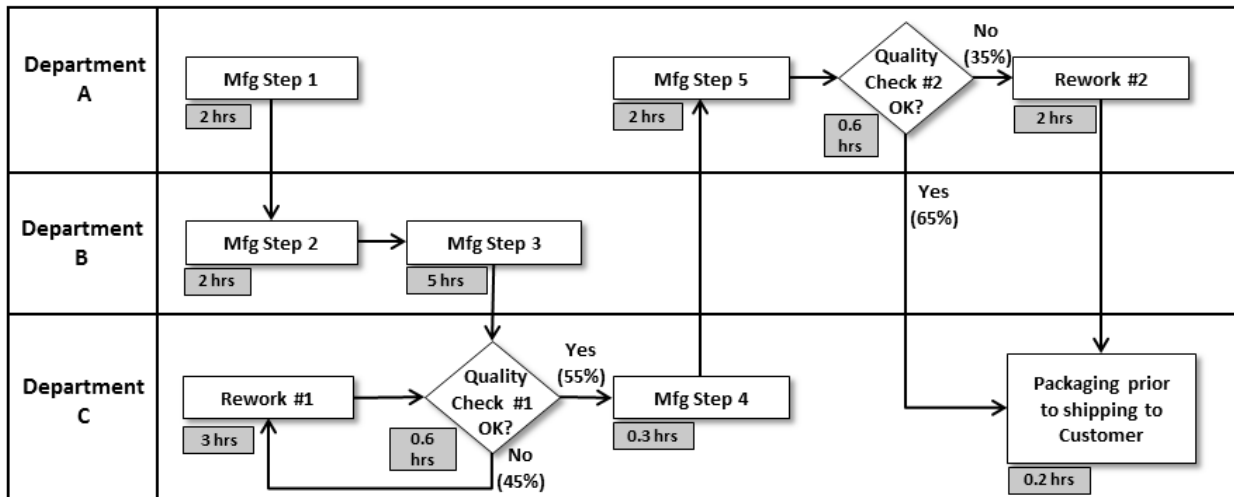 Department
A
Mfg Step 1
2 hrs
Mfg Step 5
2 hrs
Quality
Check #2
OK?
0.6
hrs
No
(35%)
Rework #2
2 hrs
Yes
(65%)
Department
B
Mfg Step 2
2 hrs
Mfg Step 3
5 hrs
Department
C
Rework #1
3 hrs
Quality
Check #1
OK?
0.6
hrs
No
(45%)
Yes
(55%)
Mfg Step 4
0.3 hrs
Packaging prior
to shipping to
Customer
0.2 hrs